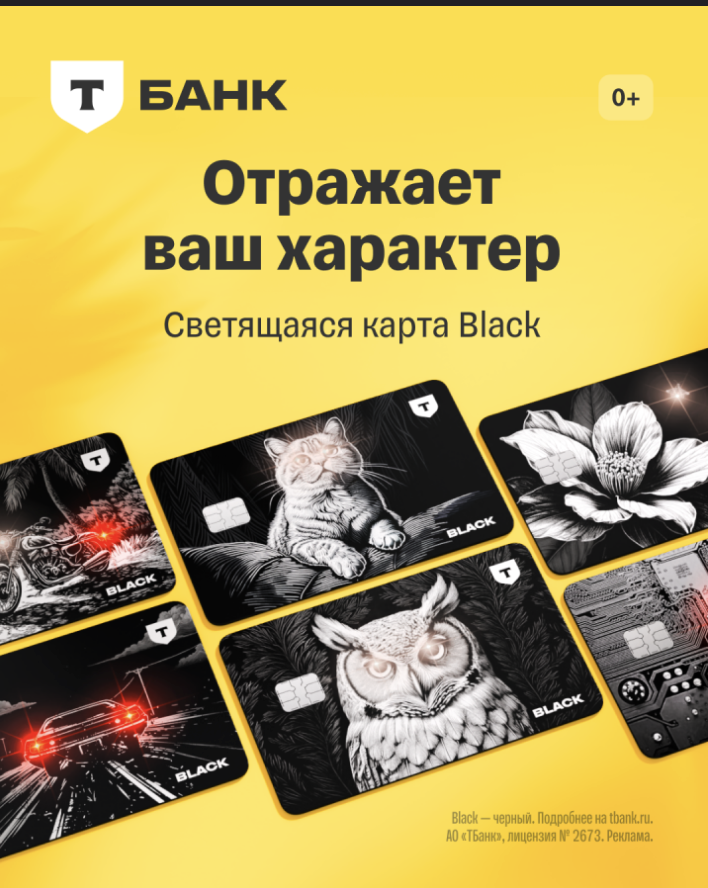 Т БАНК
0+
Отражает
ваш характер
Светящаяся карта Black
Т
Т
BLACK
BLACK
Т
Т
BLACK
BLACK
Black — черный. Подробнее на tbank.ru.
АО «ТБанк», лицензия № 2673. Реклама.